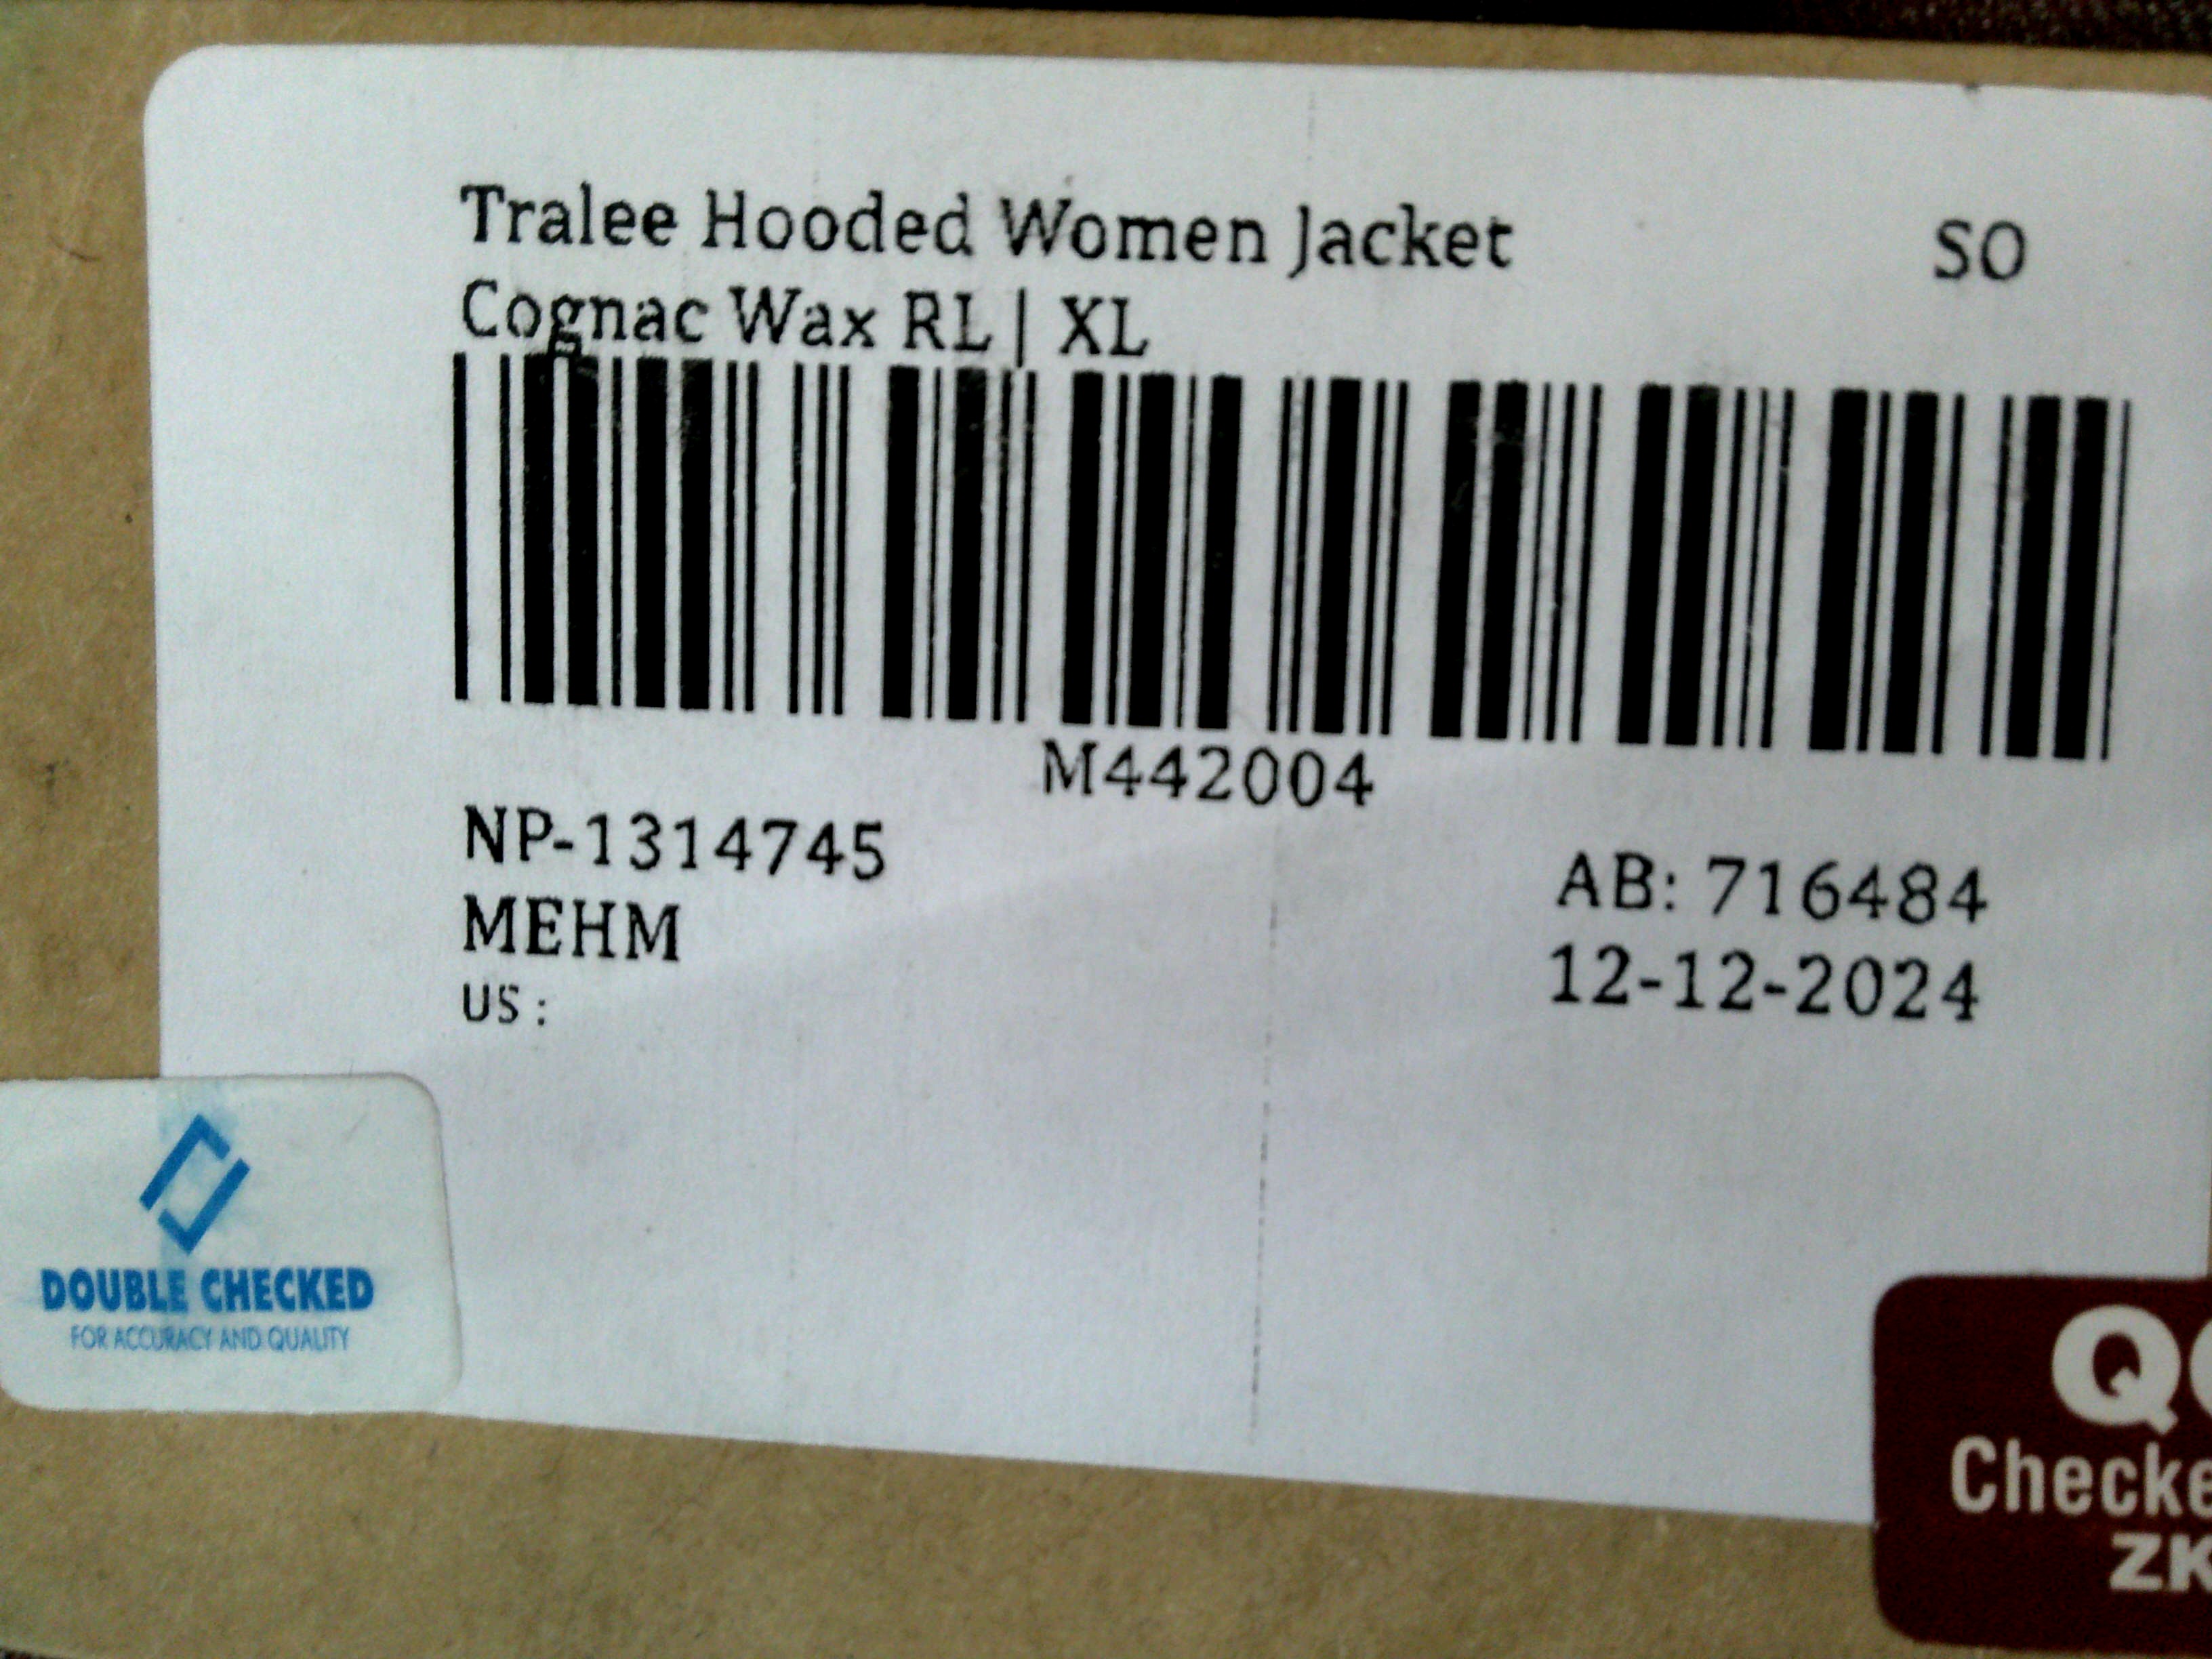 Tralee Hooded Women Jacket SO
Cognac Wax RL | XL
M442004
NP-1314745
AB: 716484
MEHM
12-12-2024
US :
DOUBLE CHECKED
FOR ACCURACY AND QUALITY
Q
Checke
ZK